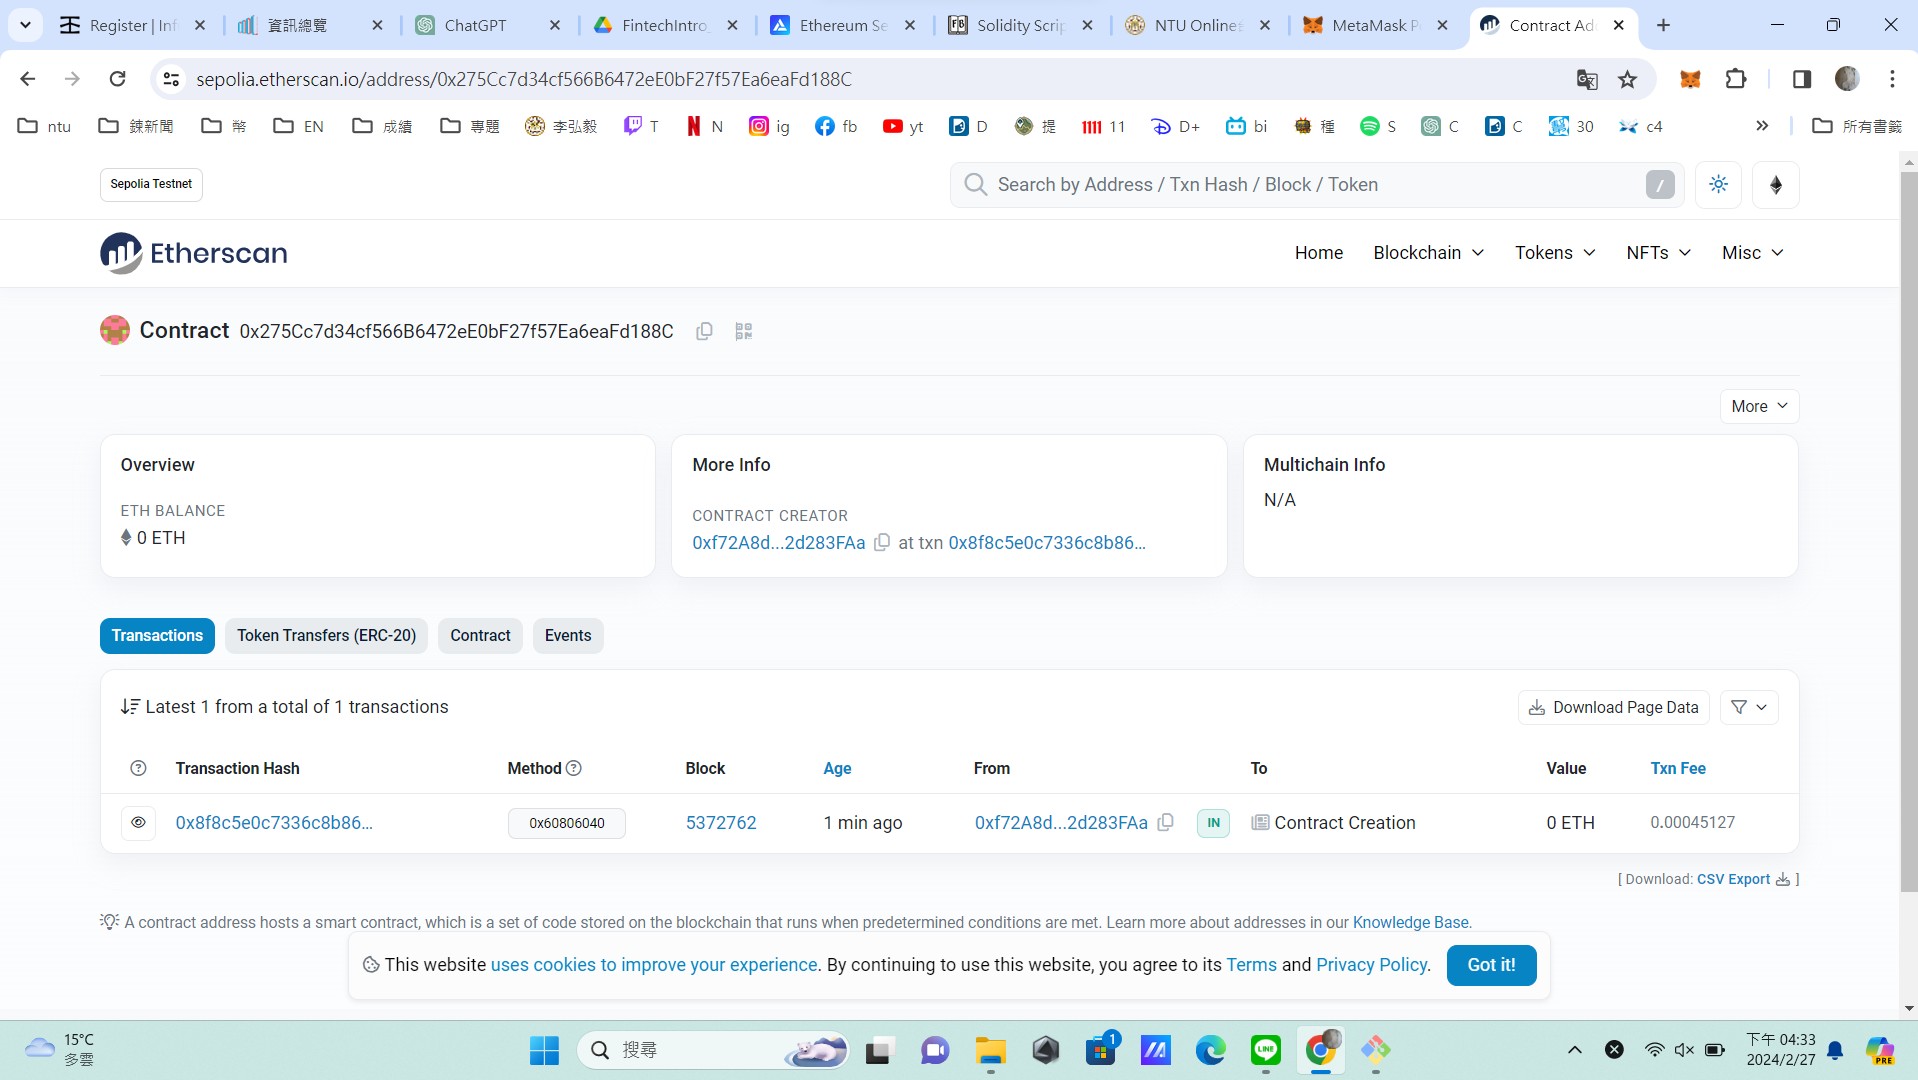 Register | Inf
資訊總覽
ChatGPT
FintechIntro_
Ethereum Se
Solidity Scrip
NTU Online
MetaMask P
Contract Ad
sepolia.etherscan.io/address/0x275Cc7d34cf566B6472eE0bF27f57Ea6eaFd188C
ntu
鍊新聞
幣
EN
成績
專題
李弘毅
T
N
ig
fb
yt
D
提
11
D+
bi
種
S
C
C
30
c4
所有書籤
Sepolia Testnet
Search by Address / Txn Hash / Block / Token
/
Etherscan
Home
Blockchain
Tokens
NFTs
Misc
Contract 0x275Cc7d34cf566B6472eE0bF27f57Ea6eaFd188C
More
Overview
ETH BALANCE
0 ETH
More Info
CONTRACT CREATOR
0xf72A8d...2d283FAa at txn 0x8f8c5e0c7336c8b86...
Multichain Info
N/A
Transactions
Token Transfers (ERC-20)
Contract
Events
Latest 1 from a total of 1 transactions
Download Page Data
Transaction Hash
Method
Block
Age
From
To
Value
Txn Fee
0x8f8c5e0c7336c8b86...
0x60806040
5372762
1 min ago
0xf72A8d...2d283FAa
IN
Contract Creation
0 ETH
0.00045127
[ Download: CSV Export ]
A contract address hosts a smart contract, which is a set of code stored on the blockchain that runs when predetermined conditions are met. Learn more about addresses in our Knowledge Base.
This website uses cookies to improve your experience. By continuing to use this website, you agree to its Terms and Privacy Policy.
Got it!
15°C
多雲
搜尋
1
LINE
下午 04:33
2024/2/27
PRE